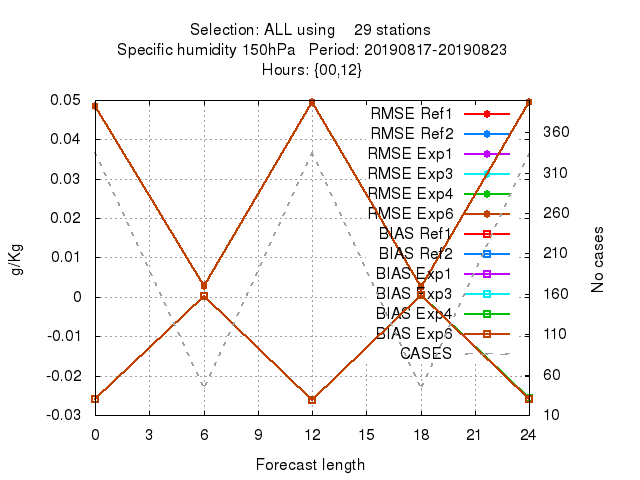 Selection: ALL using    29 stations
Specific humidity 150hPa   Period: 20190817-20190823
Hours: {00,12}
0.05
0.04
0.03
0.02
0.01
0
-0.01
-0.02
-0.03
g/Kg
RMSE Ref1
RMSE Ref2
RMSE Exp1
RMSE Exp3
RMSE Exp4
RMSE Exp6
BIAS Ref1
BIAS Ref2
BIAS Exp1
BIAS Exp3
BIAS Exp4
BIAS Exp6
CASES
360
310
260
210
160
110
60
10
No cases
0 3 6 9 12 15 18 21 24
Forecast length